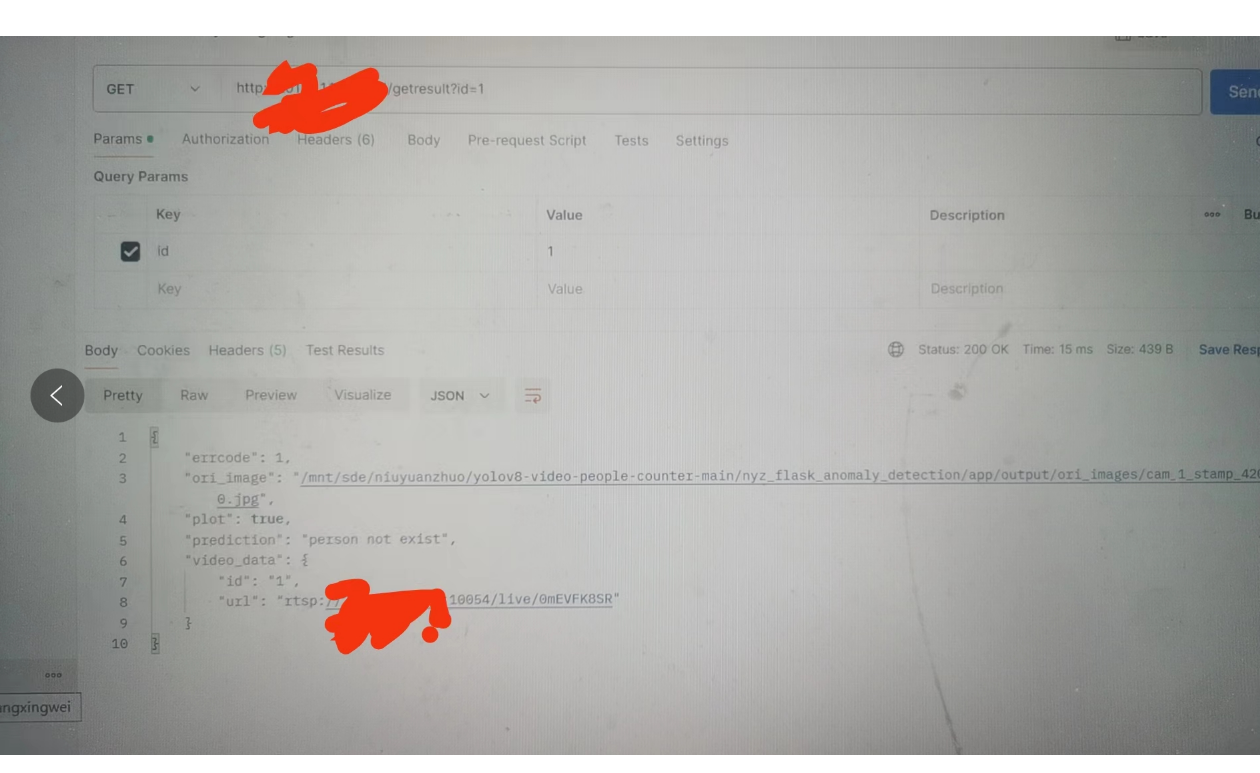 GET http /getresult?id=1 Send
Params Authorization Headers (6) Body Pre-request Script Tests Settings
Query Params
Key Value Description ooo Bu
id 1
Key Value Description
Body Cookies Headers (5) Test Results Status: 200 OK Time: 15 ms Size: 439 B Save Resp
Pretty Raw Preview Visualize JSON
1 {
2 "errcode": 1,
3 "ori_image": "/mnt/sde/niuyuanzhuo/yolov8-video-people-counter-main/nyz_flask_anomaly_detection/app/output/ori_images/cam_1_stamp_420
0.jpg",
4 "plot": true,
5 "prediction": "person not exist",
6 "video_data": {
7 "id": "1",
8 "url": "rtsp:/ 10054/live/0mEVFK8SR"
9 }
10 }
ngxingwei